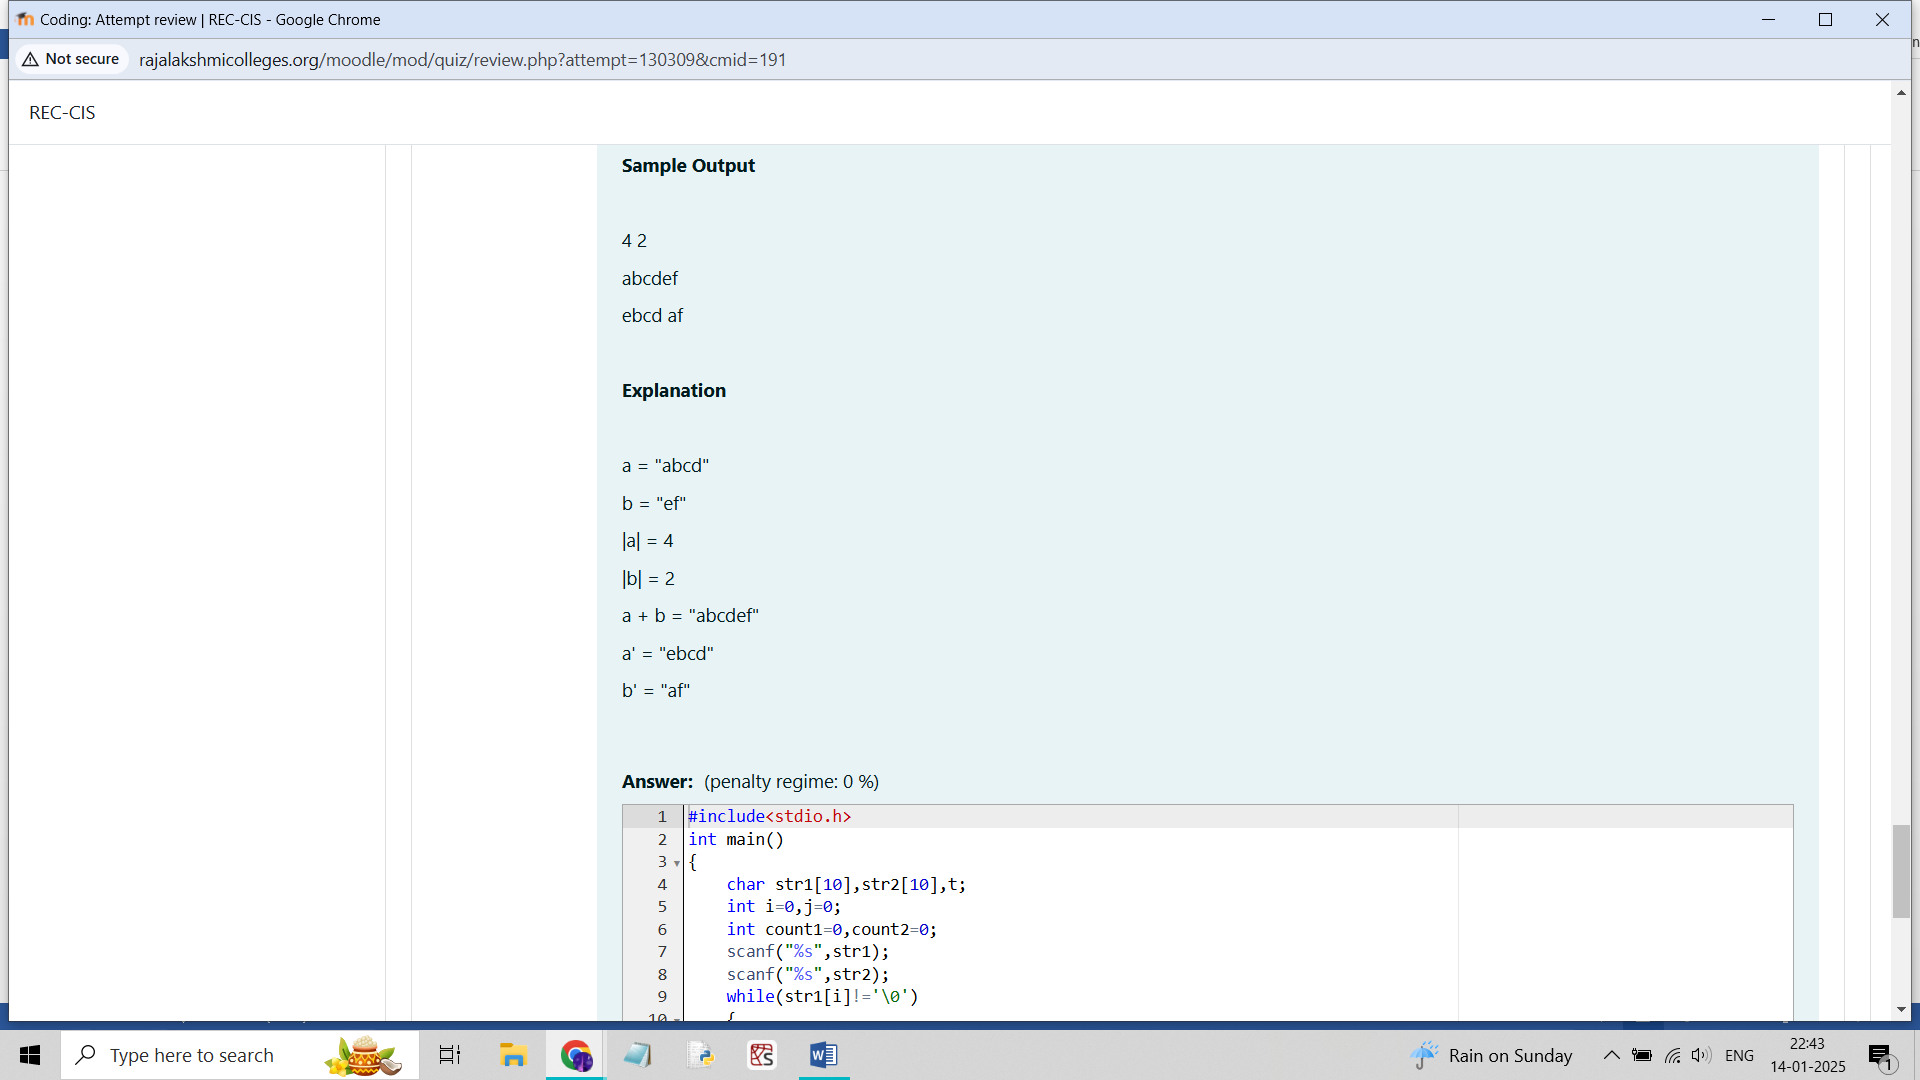 Coding: Attempt review | REC-CIS - Google Chrome
Not secure rajalakshmicolleges.org/moodle/mod/quiz/review.php?attempt=130309&cmid=191
REC-CIS
Sample Output
4 2
abcdef
ebcd af
Explanation
a = "abcd"
b = "ef"
|a| = 4
|b| = 2
a + b = "abcdef"
a' = "ebcd"
b' = "af"
Answer: (penalty regime: 0 %)
1 #include<stdio.h>
2 int main()
3 {
4 char str1[10],str2[10],t;
5 int i=0,j=0;
6 int count1=0,count2=0;
7 scanf("%s",str1);
8 scanf("%s",str2);
9 while(str1[i]!='\0')
10 {
Type here to search
Rain on Sunday
ENG
22:43
14-01-2025
1